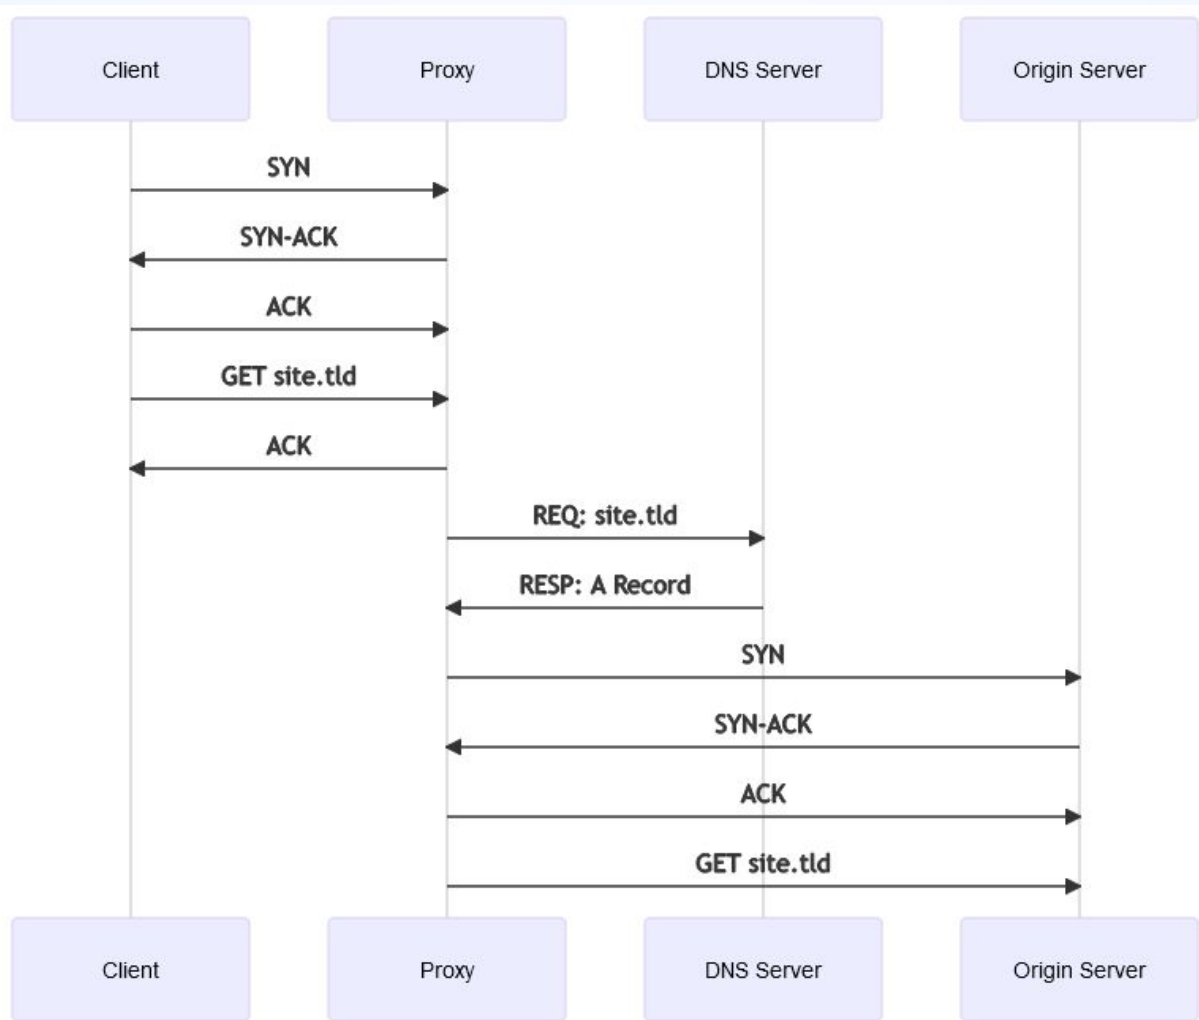 Client
Proxy
DNS Server
Origin Server
SYN
SYN-ACK
ACK
GET site.tld
ACK
REQ: site.tld
RESP: A Record
SYN
SYN-ACK
ACK
GET site.tld
Client
Proxy
DNS Server
Origin Server